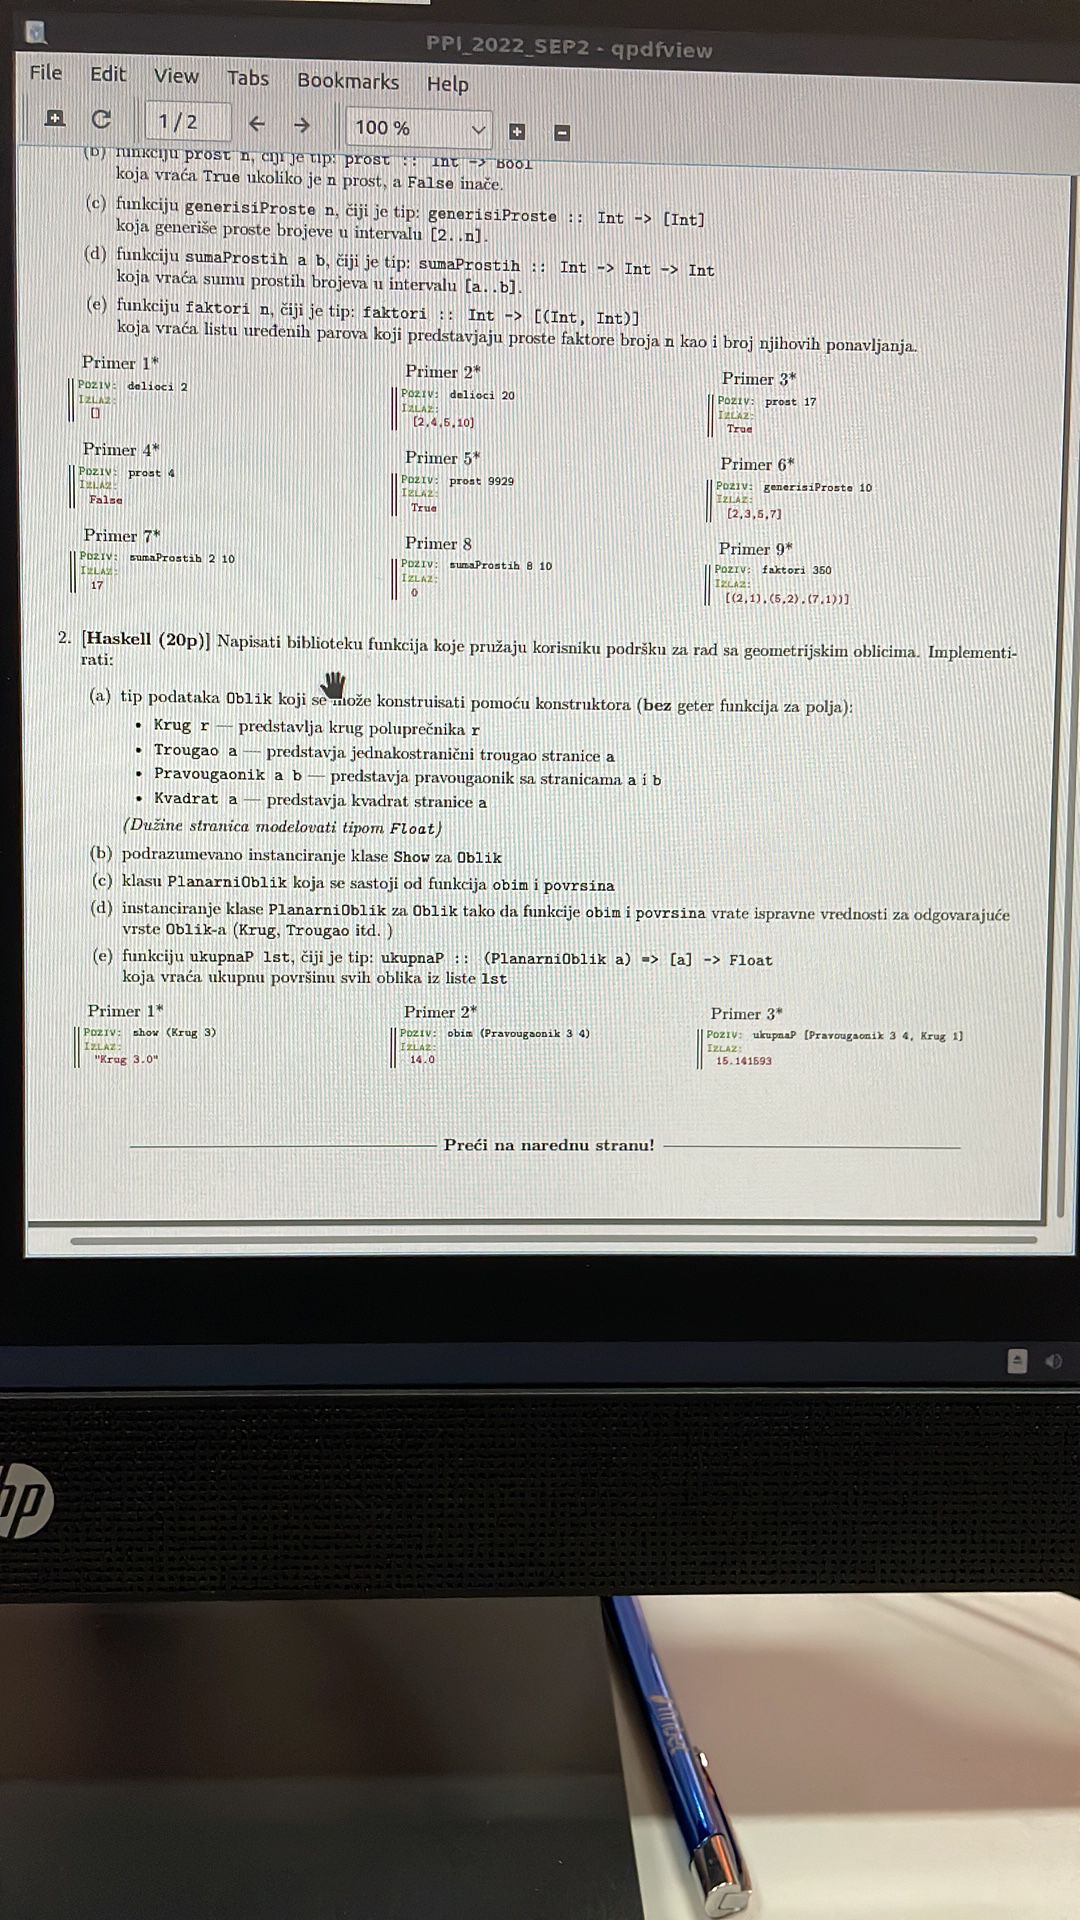 PPI_2022_SEP2 - qpdfview
File Edit View Tabs Bookmarks Help
1 / 2 100 %
(b) funkciju prost n, čiji je tip: prost :: Int -> Bool
koja vraća True ukoliko je n prost, a False inače.
(c) funkciju generisiProste n, čiji je tip: generisiProste :: Int -> [Int]
koja generiše proste brojeve u intervalu [2..n].
(d) funkciju sumaProstih a b, čiji je tip: sumaProstih :: Int -> Int -> Int
koja vraća sumu prostih brojeva u intervalu [a..b].
(e) funkciju faktori n, čiji je tip: faktori :: Int -> [(Int, Int)]
koja vraća listu uređenih parova koji predstavjaju proste faktore broja n kao i broj njihovih ponavljanja.
Primer 1*
POZIV: delioci 2
IZLAZ:
[]
Primer 2*
POZIV: delioci 20
IZLAZ:
[2,4,5,10]
Primer 3*
POZIV: prost 17
IZLAZ:
True
Primer 4*
POZIV: prost 4
IZLAZ:
False
Primer 5*
POZIV: prost 9929
IZLAZ:
True
Primer 6*
POZIV: generisiProste 10
IZLAZ:
[2,3,5,7]
Primer 7*
POZIV: sumaProstih 2 10
IZLAZ:
17
Primer 8
POZIV: sumaProstih 8 10
IZLAZ:
0
Primer 9*
POZIV: faktori 350
IZLAZ:
[(2,1),(5,2),(7,1))]
2. [Haskell (20p)] Napisati biblioteku funkcija koje pružaju korisniku podršku za rad sa geometrijskim oblicima. Implementi-
rati:
(a) tip podataka Oblik koji se može konstruisati pomoću konstruktora (bez geter funkcija za polja):
• Krug r — predstavlja krug poluprečnika r
• Trougao a — predstavja jednakostranični trougao stranice a
• Pravougaonik a b — predstavja pravougaonik sa stranicama a i b
• Kvadrat a — predstavja kvadrat stranice a
(Dužine stranica modelovati tipom Float)
(b) podrazumevano instanciranje klase Show za Oblik
(c) klasu PlanarniOblik koja se sastoji od funkcija obim i povrsina
(d) instanciranje klase PlanarniOblik za Oblik tako da funkcije obim i povrsina vrate ispravne vrednosti za odgovarajuće
vrste Oblik-a (Krug, Trougao itd. )
(e) funkciju ukupnaP lst, čiji je tip: ukupnaP :: (PlanarniOblik a) => [a] -> Float
koja vraća ukupnu površinu svih oblika iz liste lst
Primer 1*
POZIV: show (Krug 3)
IZLAZ:
"Krug 3.0"
Primer 2*
POZIV: obim (Pravougaonik 3 4)
IZLAZ:
14.0
Primer 3*
POZIV: ukupnaP [Pravougaonik 3 4, Krug 1]
IZLAZ:
15.141593
Preći na narednu stranu!
hp